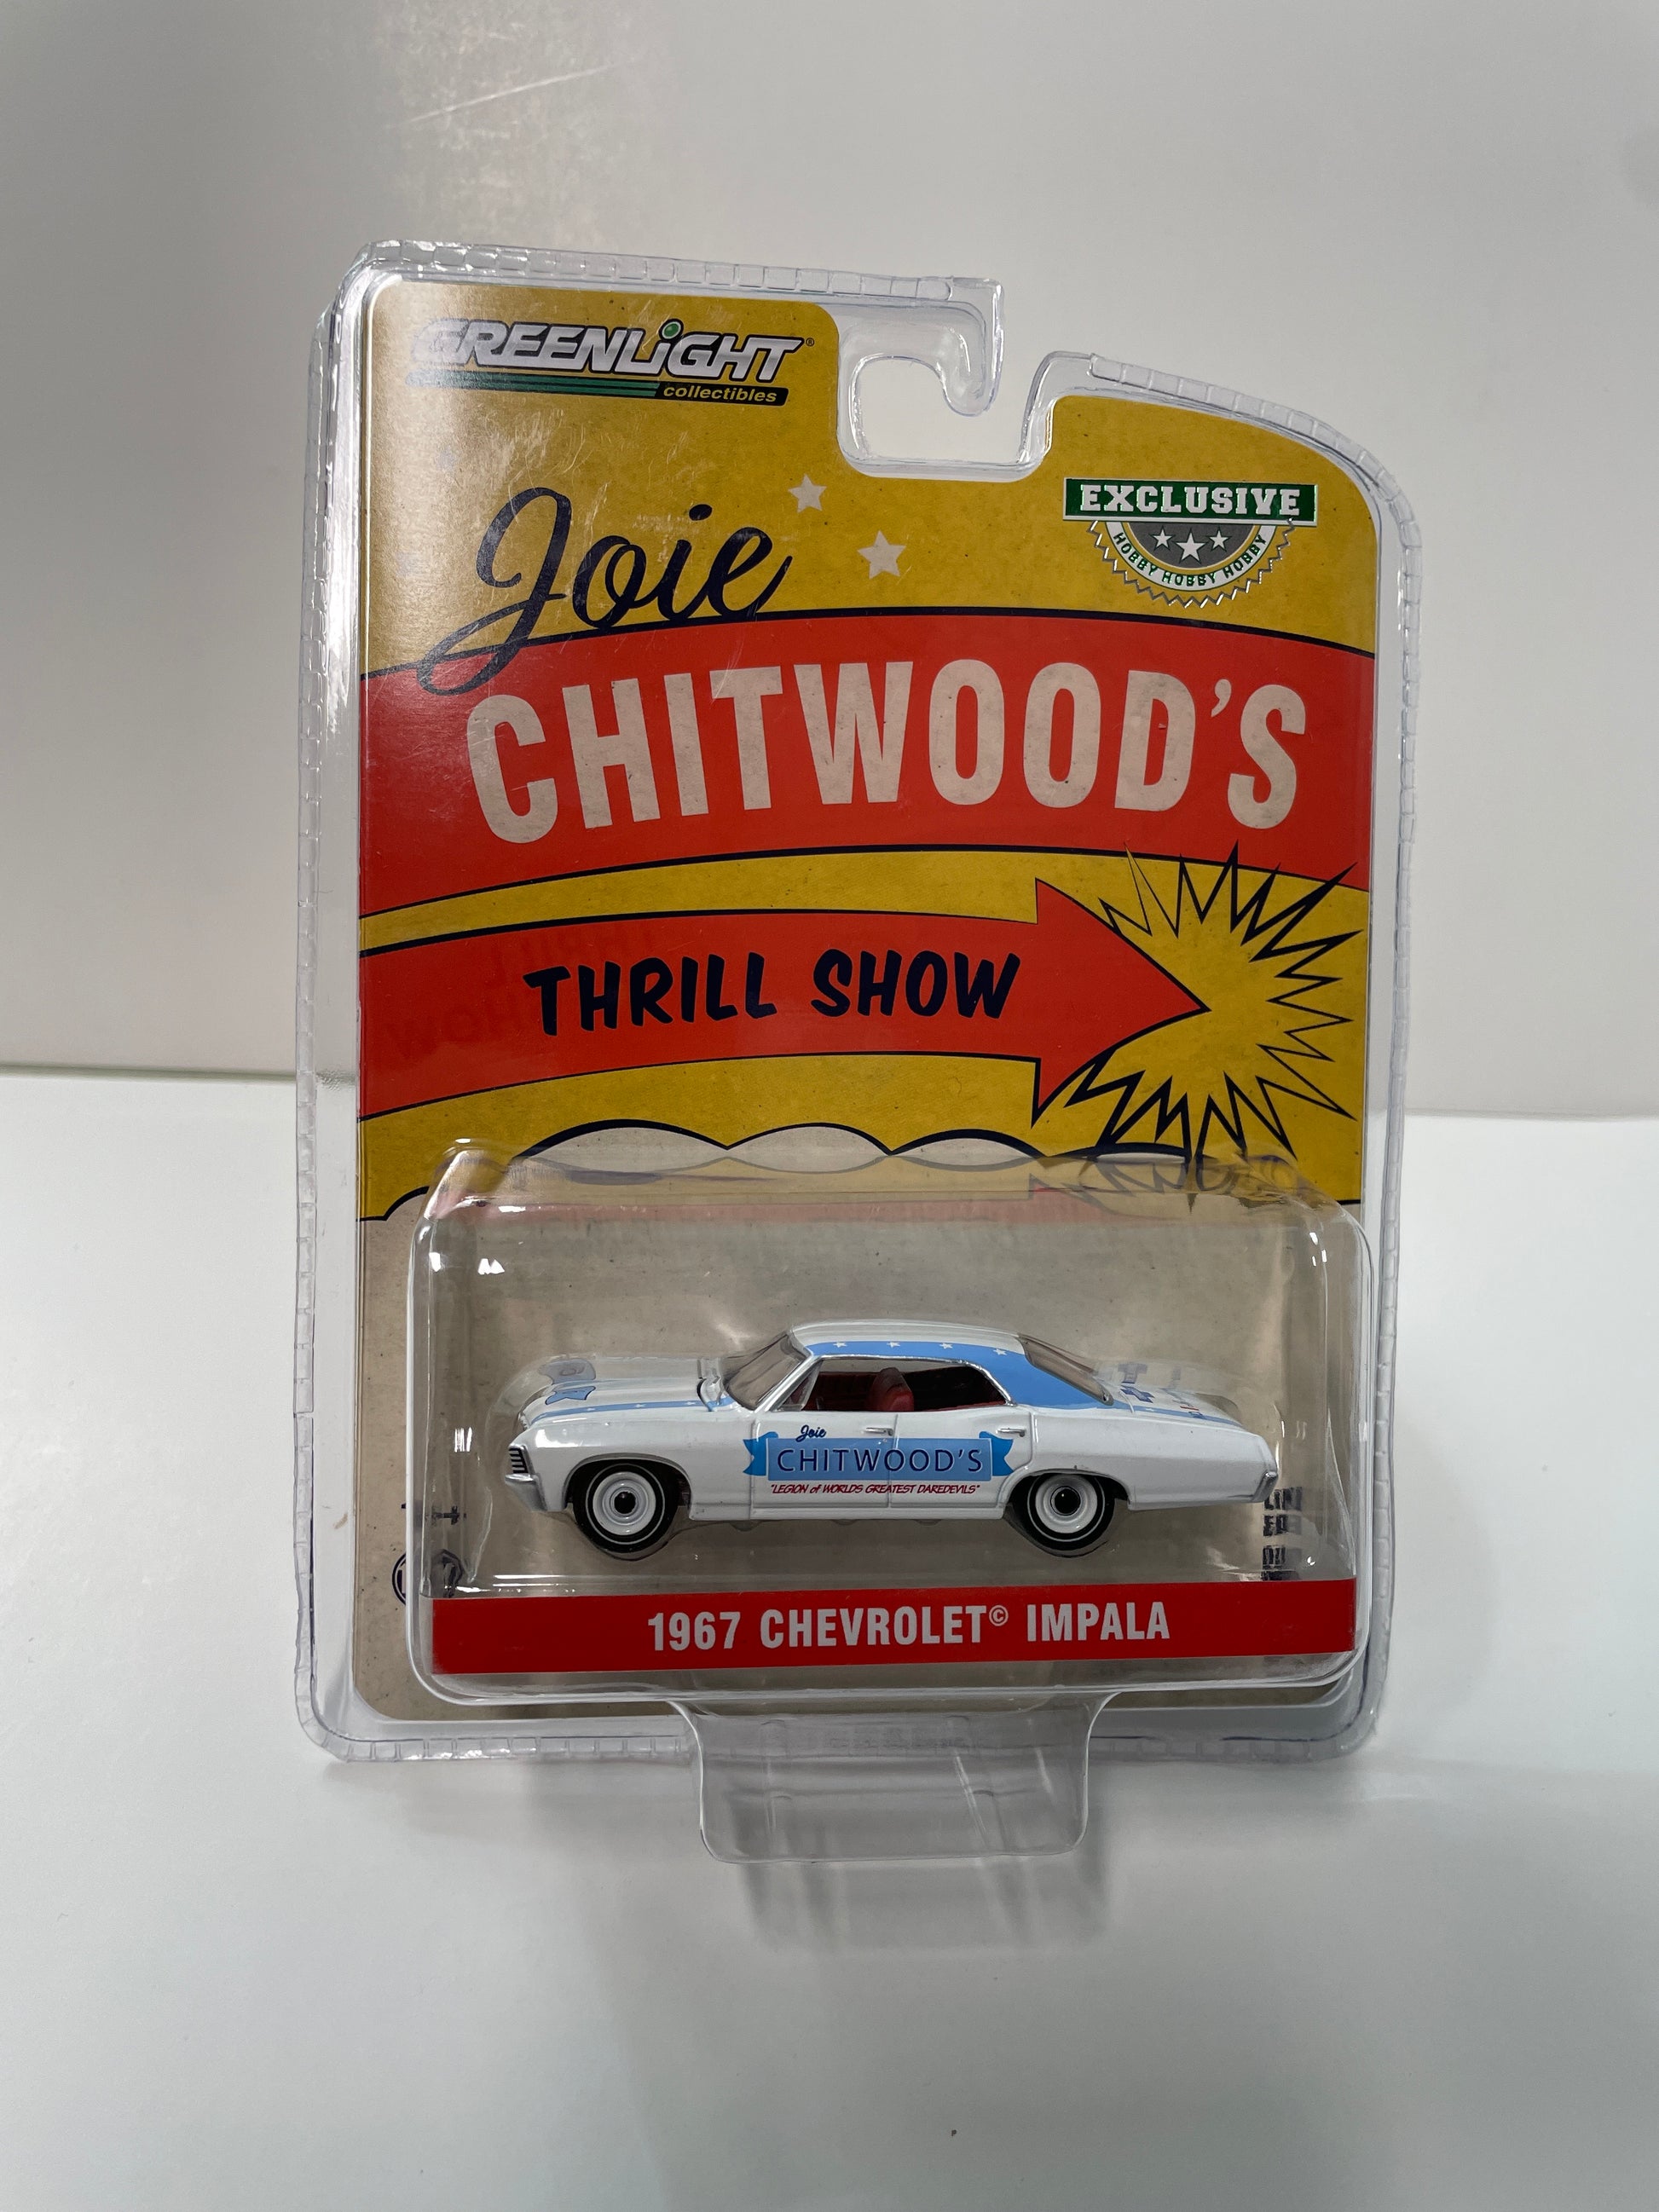 GREENLiGHT®
collectibles
EXCLUSIVE
HOBBY HOBBY HOBBY
Joie
CHITWOOD'S
THRILL SHOW
Joie
CHITWOOD'S
"LEGION of WORLDS GREATEST DAREDEVILS"
1967 CHEVROLET© IMPALA